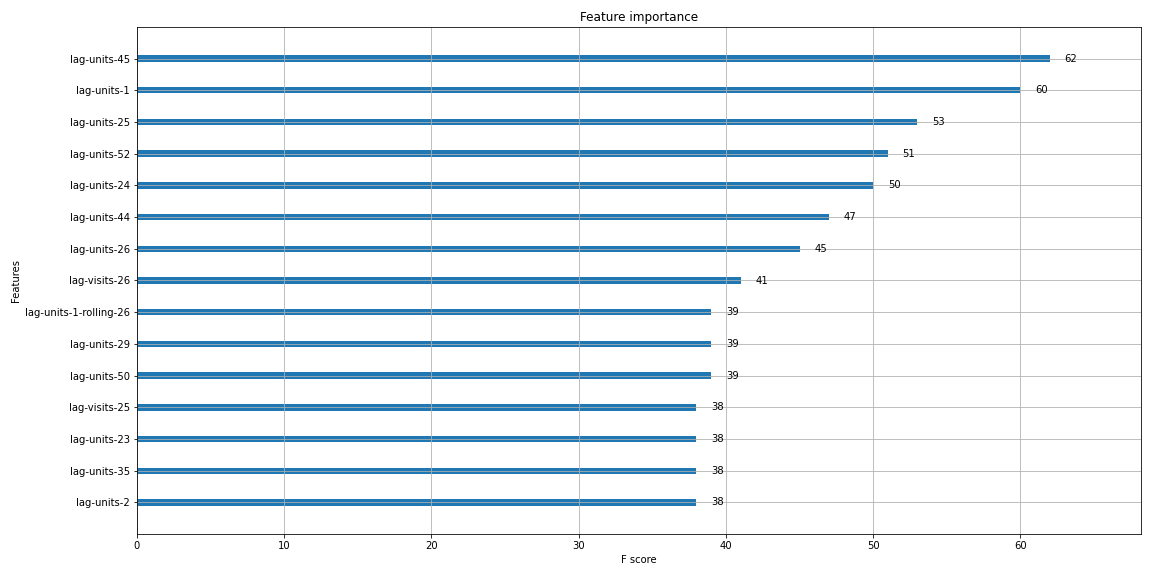 Feature importance
Features
lag-units-45 62
lag-units-1 60
lag-units-25 53
lag-units-52 51
lag-units-24 50
lag-units-44 47
lag-units-26 45
lag-visits-26 41
lag-units-1-rolling-26 39
lag-units-29 39
lag-units-50 39
lag-visits-25 38
lag-units-23 38
lag-units-35 38
lag-units-2 38
0 10 20 30 40 50 60
F score